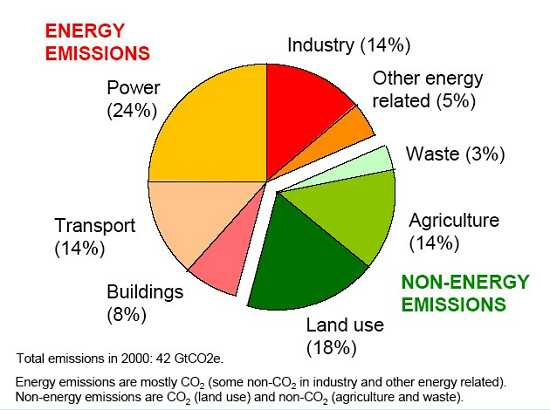 ENERGY
EMISSIONS
Industry (14%)
Other energy
related (5%)
Power
(24%)
Waste (3%)
Transport
(14%)
Agriculture
(14%)
NON-ENERGY
EMISSIONS
Buildings
(8%)
Land use
(18%)
Total emissions in 2000: 42 GtCO2e.
Energy emissions are mostly CO₂ (some non-CO₂ in industry and other energy related).
Non-energy emissions are CO₂ (land use) and non-CO₂ (agriculture and waste).